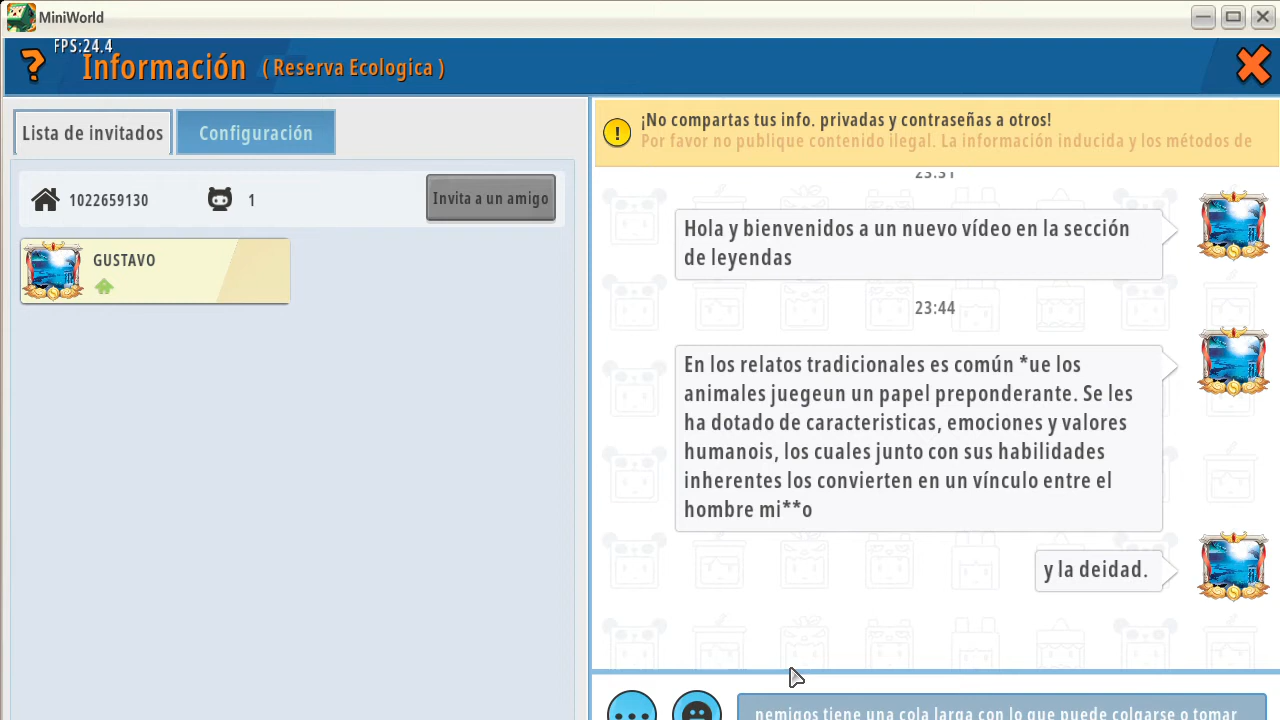 MiniWorld
FPS:24.4
Información ( Reserva Ecologica )
Lista de invitados
Configuración
1022659130
1
Invita a un amigo
GUSTAVO
¡No compartas tus info. privadas y contraseñas a otros!
Por favor no publique contenido ilegal. La información inducida y los métodos de
23:31
Hola y bienvenidos a un nuevo vídeo en la sección
de leyendas
23:44
En los relatos tradicionales es común *ue los
animales juegeun un papel preponderante. Se les
ha dotado de caracteristicas, emociones y valores
humanois, los cuales junto con sus habilidades
inherentes los convierten en un vínculo entre el
hombre mi**o
y la deidad.
nemigos tiene una cola larga con lo que puede colgarse o tomar